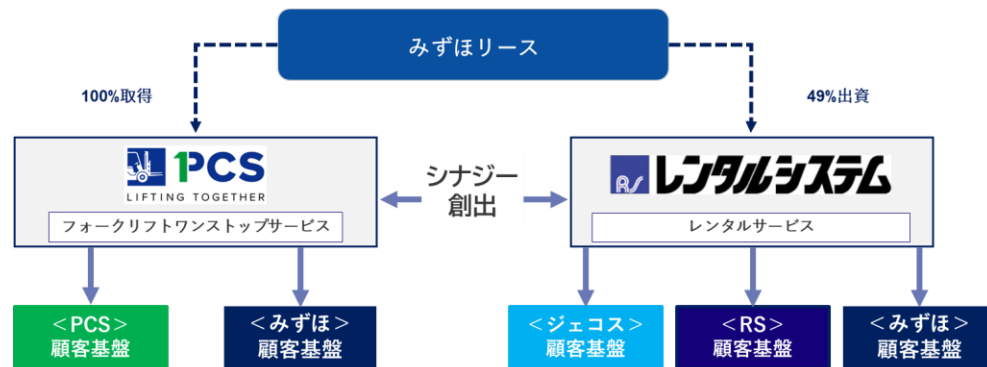 みずほリース
100%取得
49%出資
1PCS
LIFTING TOGETHER
フォークリフトワンストップサービス
シナジー
創出
RS レンタルシステム
レンタルサービス
＜PCS＞
顧客基盤
＜みずほ＞
顧客基盤
＜ジェコス＞
顧客基盤
＜RS＞
顧客基盤
＜みずほ＞
顧客基盤